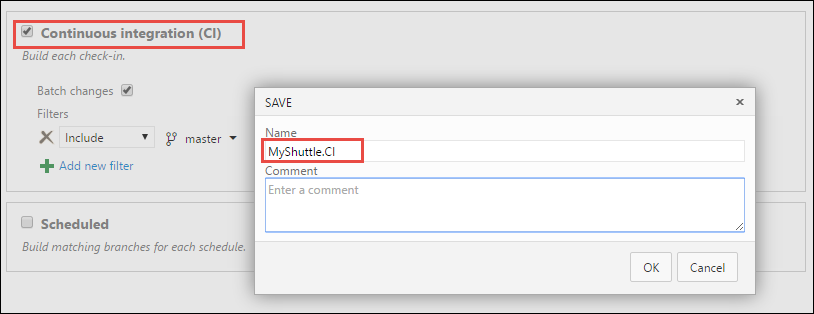 Continuous integration (CI)
Build each check-in.
Batch changes
Filters
Include
master
Add new filter
Scheduled
Build matching branches for each schedule.
SAVE
Name
MyShuttle.CI
Comment
Enter a comment
OK
Cancel